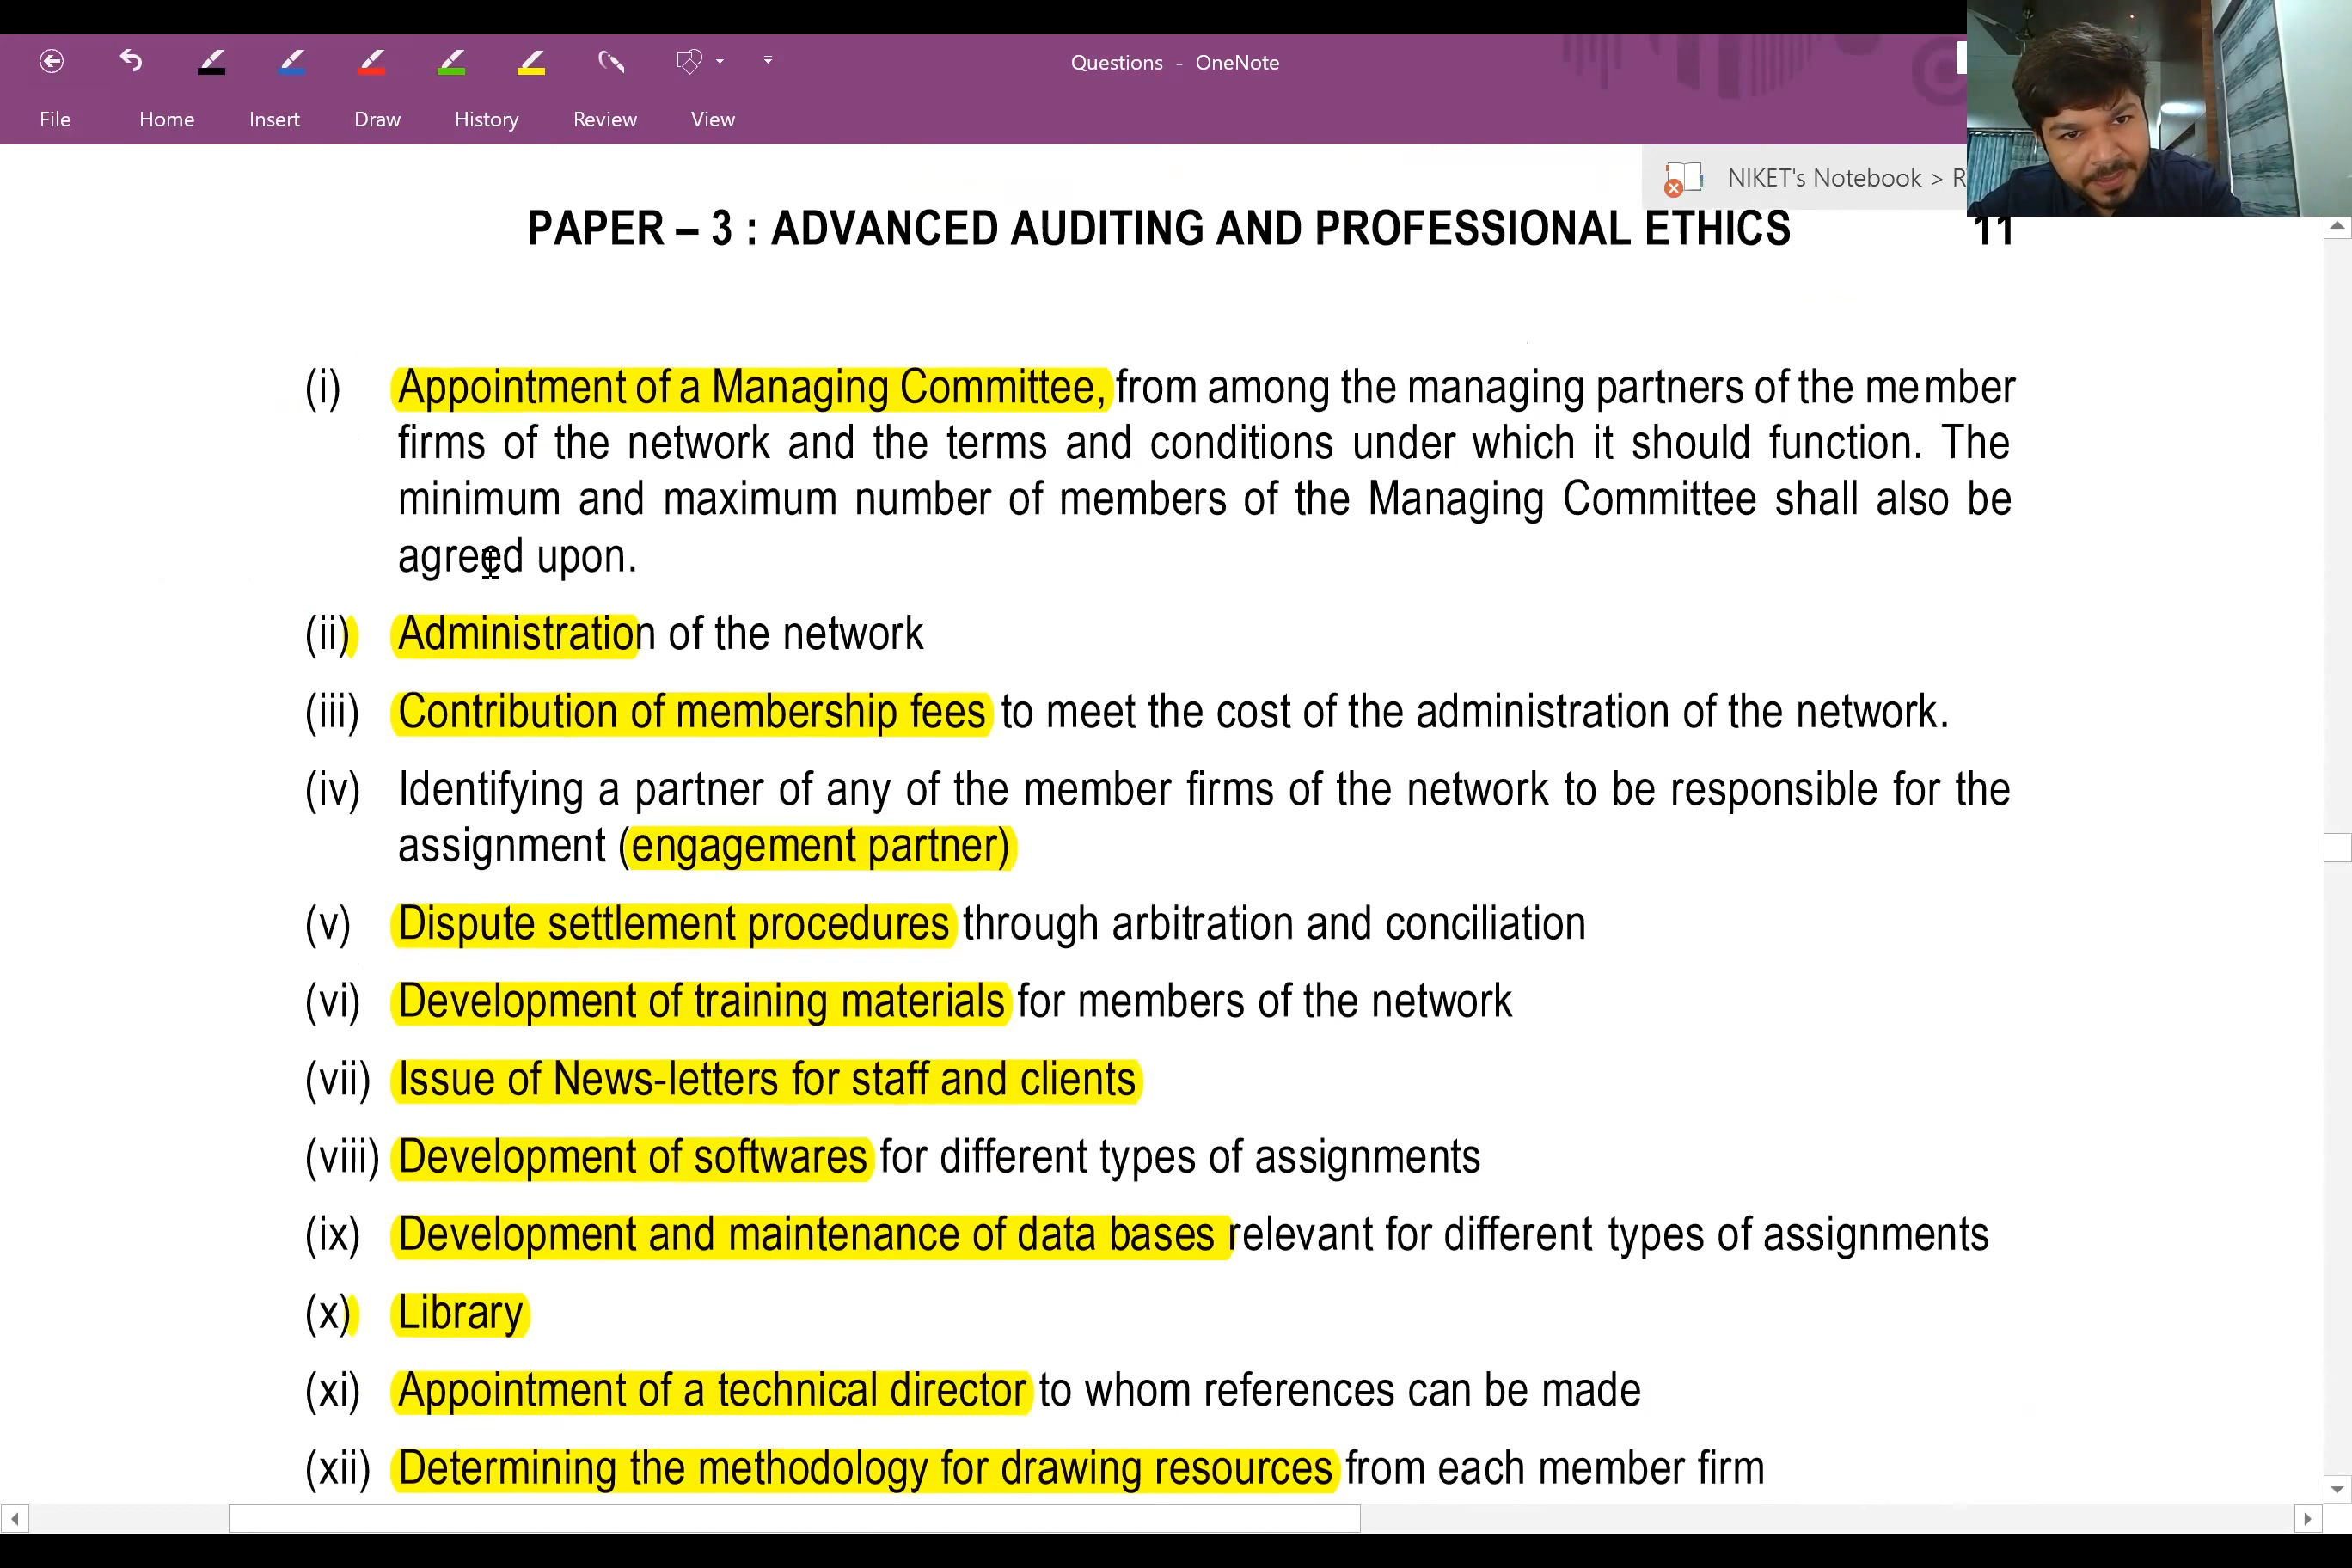 Questions - OneNote
File Home Insert Draw History Review View
NIKET's Notebook > R
PAPER – 3 : ADVANCED AUDITING AND PROFESSIONAL ETHICS 11
(i) Appointment of a Managing Committee, from among the managing partners of the member
firms of the network and the terms and conditions under which it should function. The
minimum and maximum number of members of the Managing Committee shall also be
agreed upon.
(ii) Administration of the network
(iii) Contribution of membership fees to meet the cost of the administration of the network.
(iv) Identifying a partner of any of the member firms of the network to be responsible for the
assignment (engagement partner)
(v) Dispute settlement procedures through arbitration and conciliation
(vi) Development of training materials for members of the network
(vii) Issue of News-letters for staff and clients
(viii) Development of softwares for different types of assignments
(ix) Development and maintenance of data bases relevant for different types of assignments
(x) Library
(xi) Appointment of a technical director to whom references can be made
(xii) Determining the methodology for drawing resources from each member firm